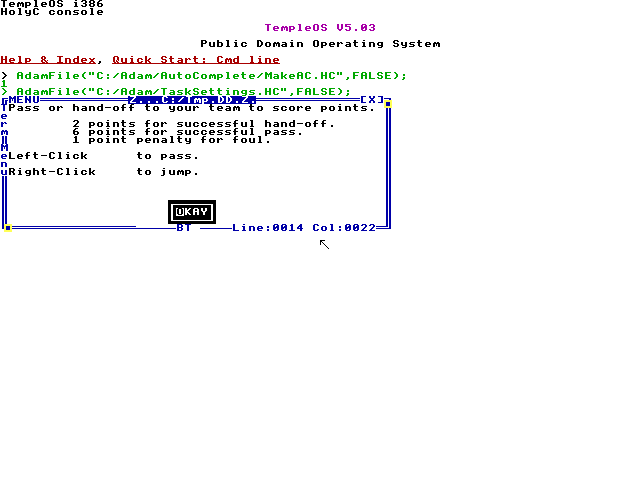 TempleOS i386
HolyC console
TempleOS V5.03
Public Domain Operating System
Help & Index, Quick Start: Cmd line
> AdamFile("C:/Adam/AutoComplete/MakeAC.HC",FALSE);
1
> AdamFile("C:/Adam/TaskSettings.HC",FALSE);
MENU Z...C:/Tmp.DD.Z. [X]
Pass or hand-off to your team to score points.
2 points for successful hand-off.
6 points for successful pass.
1 point penalty for foul.
Left-Click to pass.
Right-Click to jump.
OKAY
BT Line:0014 Col:0022